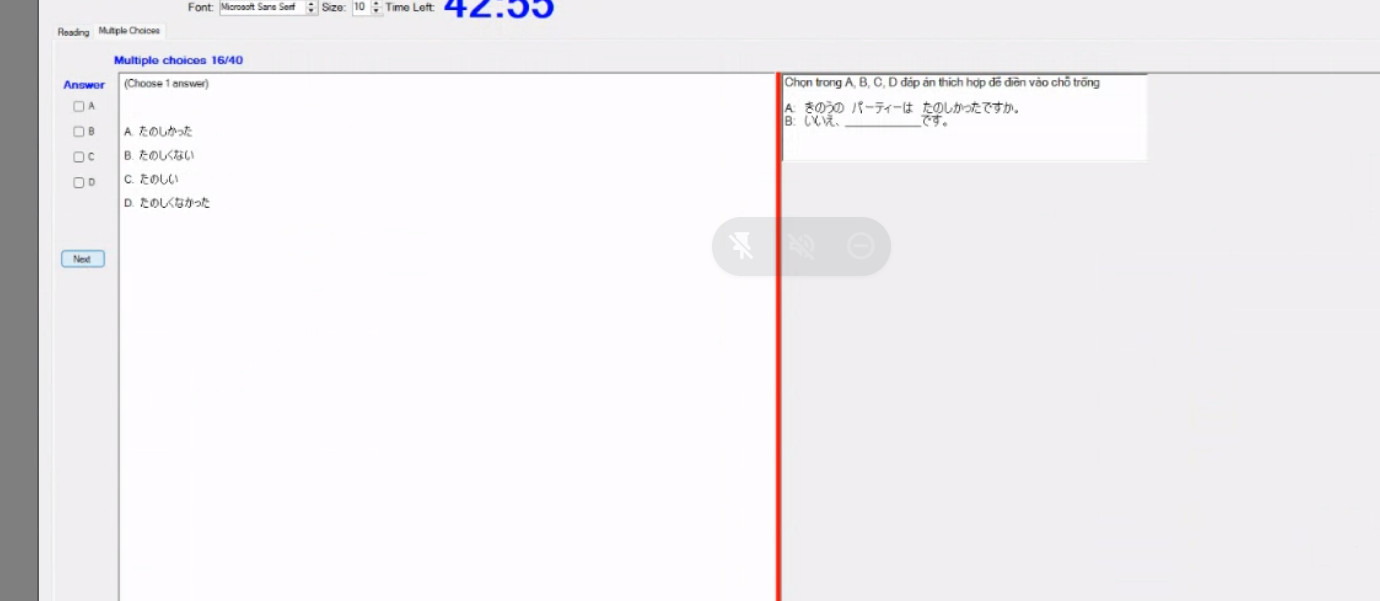 Font: Microsoft Sans Serif Size: 10 Time Left: 42:55
Reading Multiple Choices
Multiple choices 16/40
Answer
A
B
C
D
Next
(Choose 1 answer)
A. たのしかった
B. たのしくない
C. たのしい
D. たのしくなかった
Chọn trong A, B, C, D đáp án thích hợp để điền vào chỗ trống
A: きのうの パーティーは たのしかったですか。
B: いいえ、____________です。